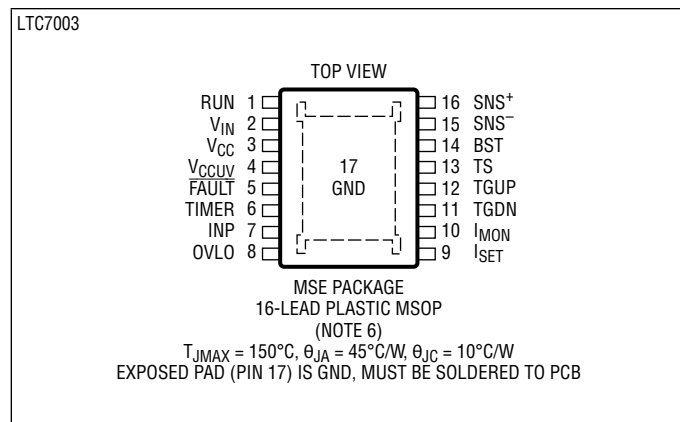 LTC7003
TOP VIEW
RUN 1
VIN 2
VCC 3
VCCUV 4
FAULT 5
TIMER 6
INP 7
OVLO 8
17
GND
16 SNS+
15 SNS–
14 BST
13 TS
12 TGUP
11 TGDN
10 IMON
9 ISET
MSE PACKAGE
16-LEAD PLASTIC MSOP
(NOTE 6)
TJMAX = 150°C, θJA = 45°C/W, θJC = 10°C/W
EXPOSED PAD (PIN 17) IS GND, MUST BE SOLDERED TO PCB